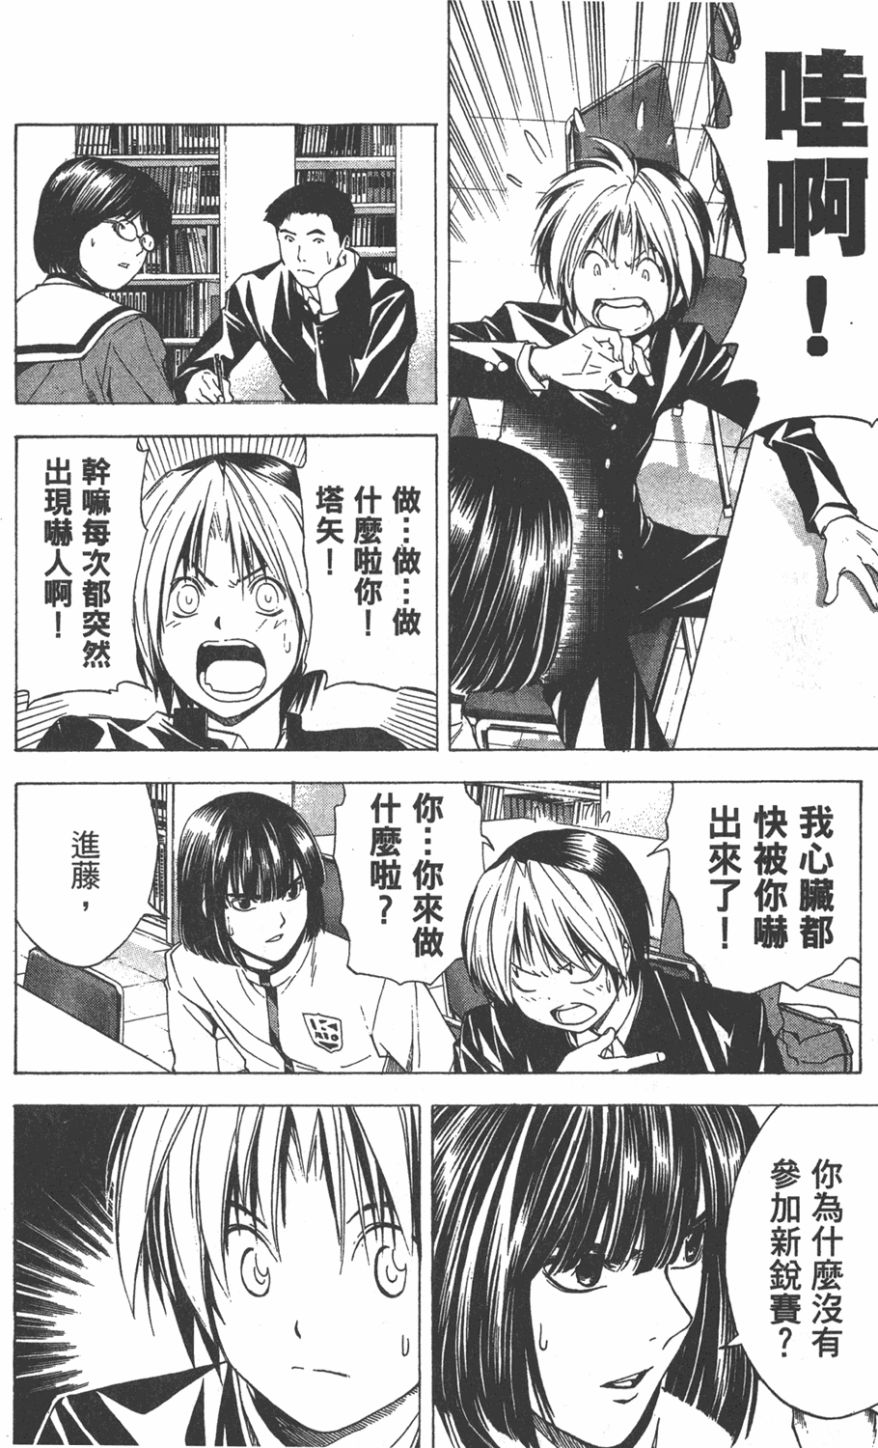 哇啊！
做…做…做
什麼啦你！
塔矢！
幹嘛每次都突然
出現嚇人啊！
我心臟都
快被你嚇
出來了！
你…你來做
什麼啦？
進藤，
你為什麼沒有
參加新銳賽？